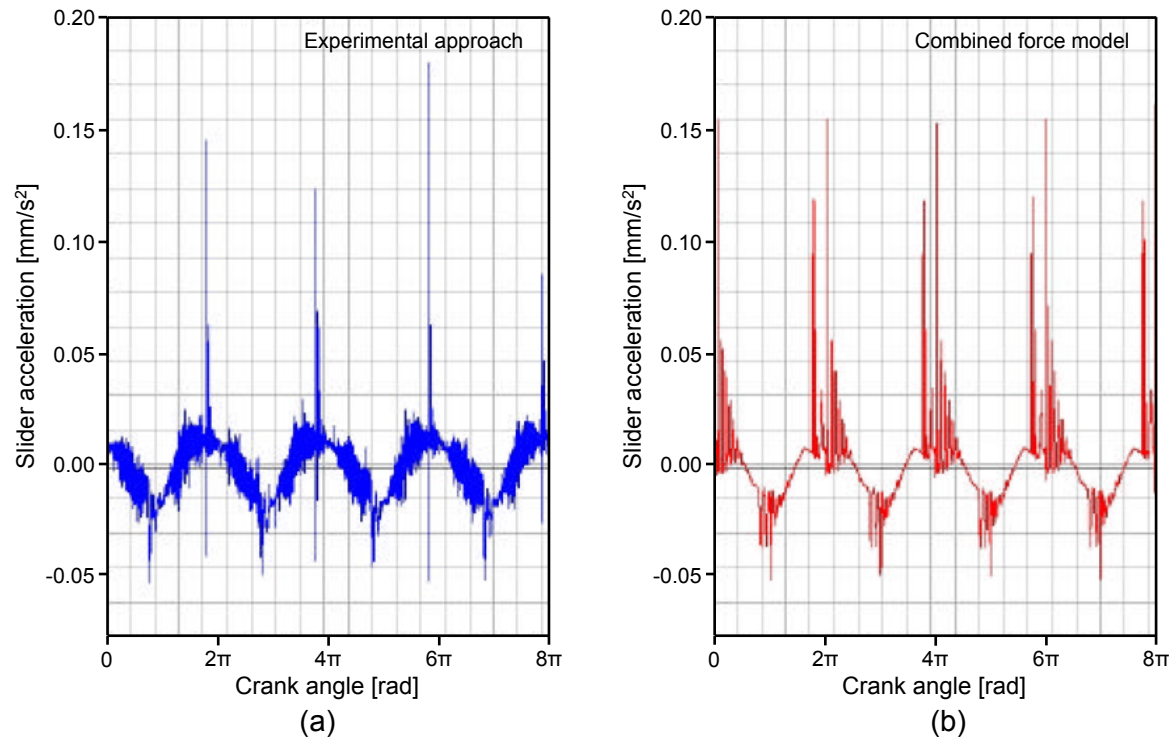 Experimental approach
0.20
0.15
0.10
0.05
0.00
-0.05
Slider acceleration [mm/s²]
0 2π 4π 6π 8π
Crank angle [rad]
(a)
Combined force model
0.20
0.15
0.10
0.05
0.00
-0.05
Slider acceleration [mm/s²]
0 2π 4π 6π 8π
Crank angle [rad]
(b)